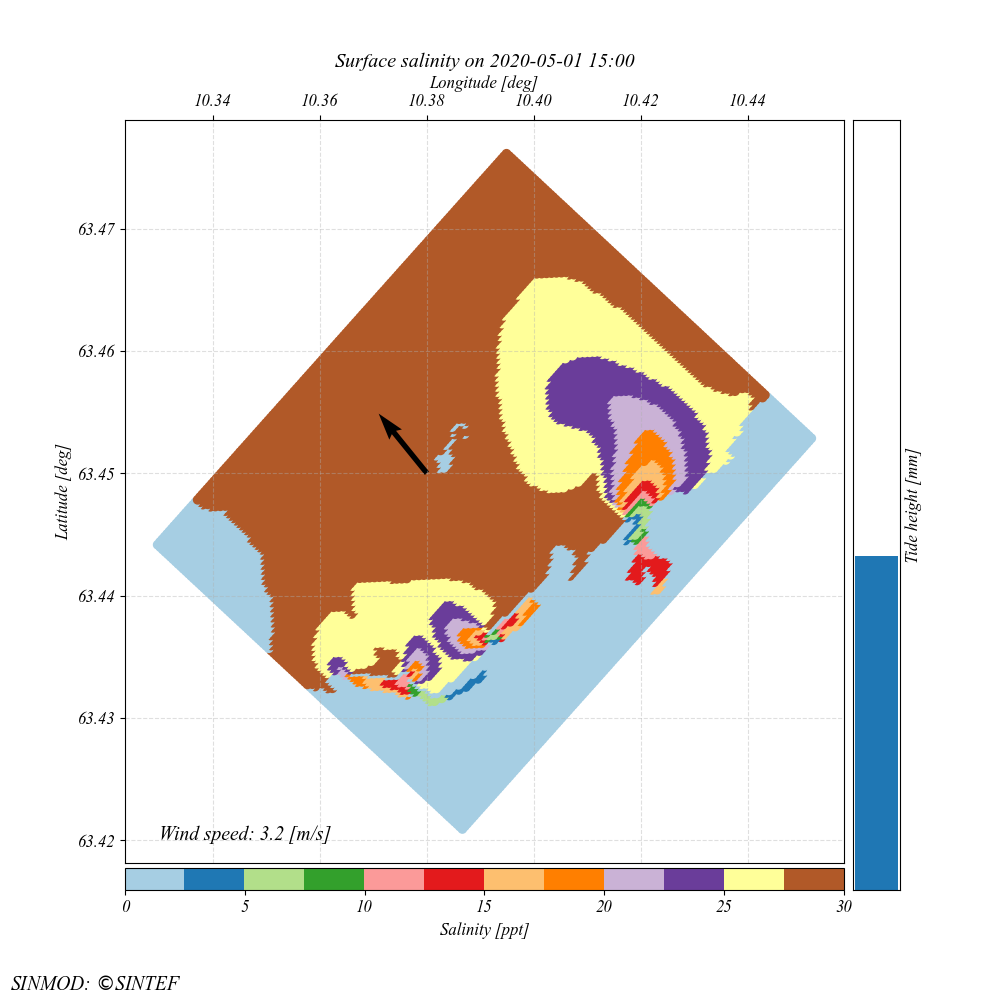 Surface salinity on 2020-05-01 15:00
Longitude [deg]
10.34 10.36 10.38 10.40 10.42 10.44
63.47
63.46
63.45
63.44
63.43
63.42
Latitude [deg]
Tide height [mm]
Wind speed: 3.2 [m/s]
0 5 10 15 20 25 30
Salinity [ppt]
SINMOD: ©SINTEF